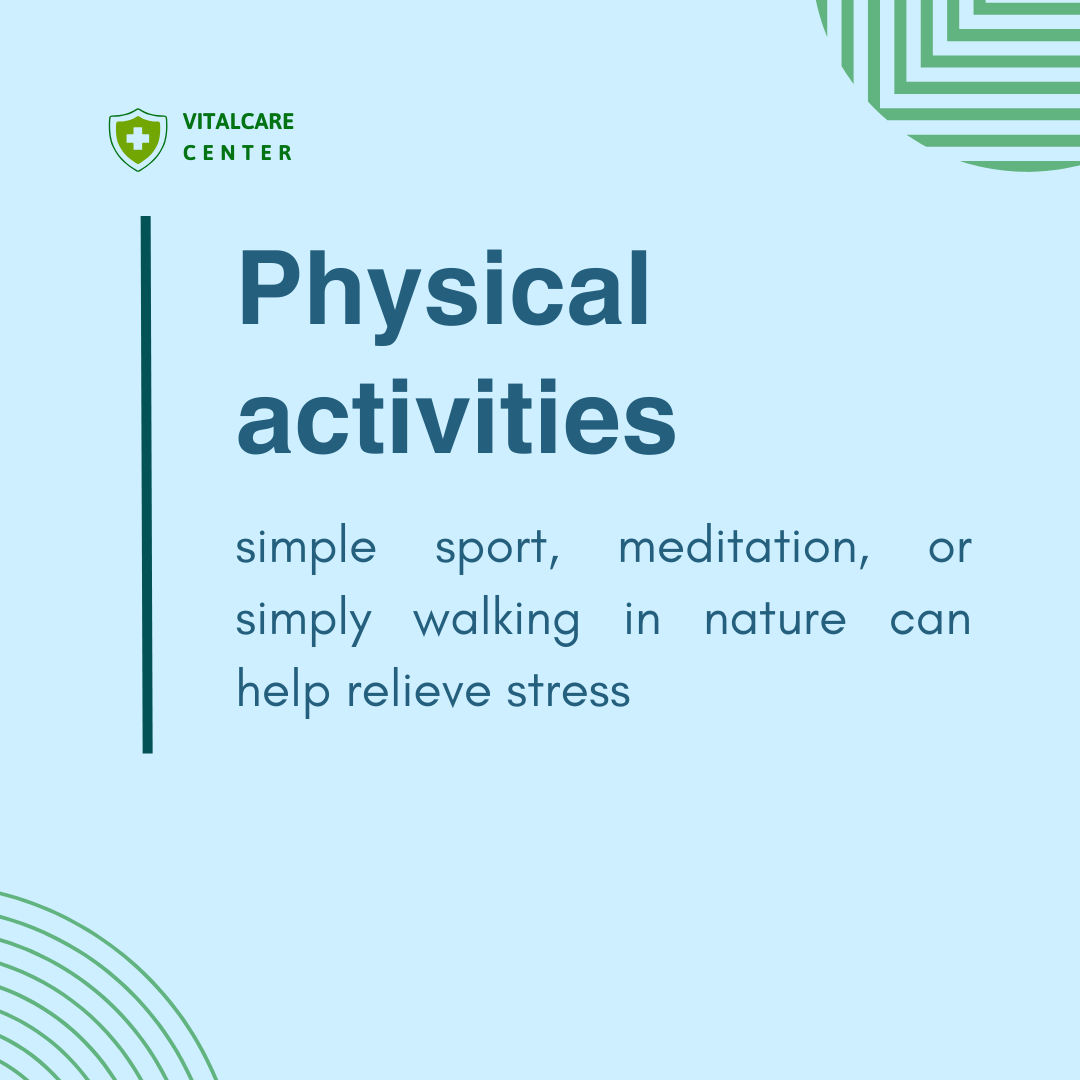 VITALCARE
CENTER
Physical
activities
simple sport, meditation, or
simply walking in nature can
help relieve stress